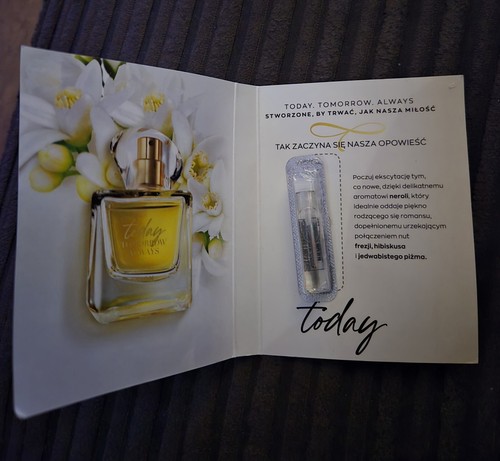 today
TOMORROW
ALWAYS
TODAY. TOMORROW. ALWAYS
STWORZONE, BY TRWAĆ, JAK NASZA MIŁOŚĆ
TAK ZACZYNA SIĘ NASZA OPOWIEŚĆ
Poczuj ekscytację tym,
co nowe, dzięki delikatnemu
aromatowi neroli, który
idealnie oddaje piękno
rodzącego się romansu,
dopełnionemu urzekającym
połączeniem nut
frezji, hibiskusa
i jedwabistego piżma.
today